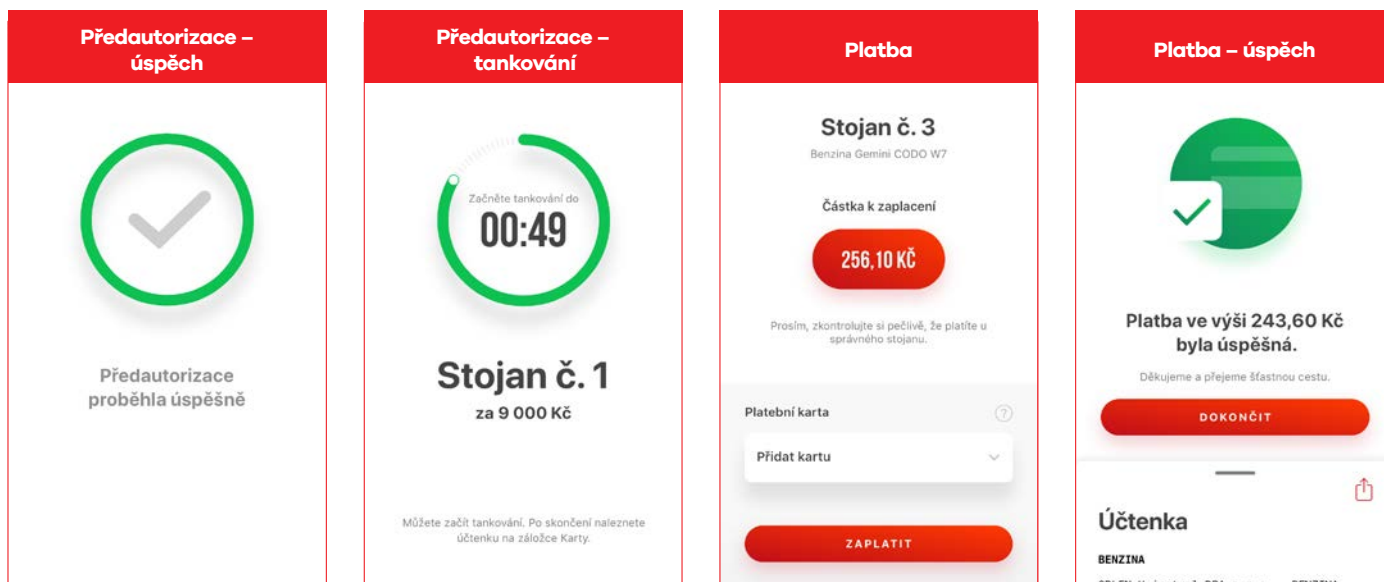 Předautorizace –
úspěch
Předautorizace
proběhla úspěšně
Předautorizace –
tankování
Začněte tankování do
00:49
Stojan č. 1
za 9 000 Kč
Můžete začít tankování. Po skončení naleznete
účtenku na záložce Karty.
Platba
Stojan č. 3
Benzina Gemini CODO W7
Částka k zaplacení
256,10 KČ
Prosím, zkontrolujte si pečlivě, že platíte u
správného stojanu.
Platební karta
?
Přidat kartu
ZAPLATIT
Platba – úspěch
Platba ve výši 243,60 Kč
byla úspěšná.
Děkujeme a přejeme šťastnou cestu.
DOKONČIT
Účtenka
BENZINA